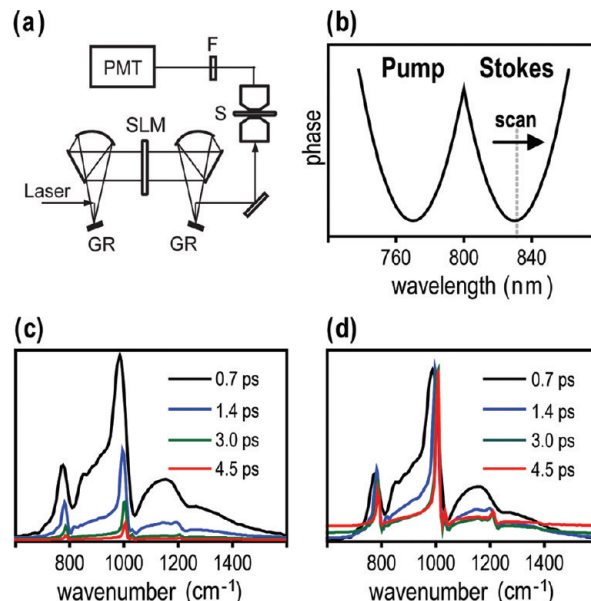 (a)
PMT
F
S
SLM
Laser
GR
GR
(b)
Pump
Stokes
scan
phase
760
800
840
wavelength (nm)
(c)
0.7 ps
1.4 ps
3.0 ps
4.5 ps
800
1000
1200
1400
wavenumber (cm⁻¹)
(d)
0.7 ps
1.4 ps
3.0 ps
4.5 ps
800
1000
1200
1400
wavenumber (cm⁻¹)